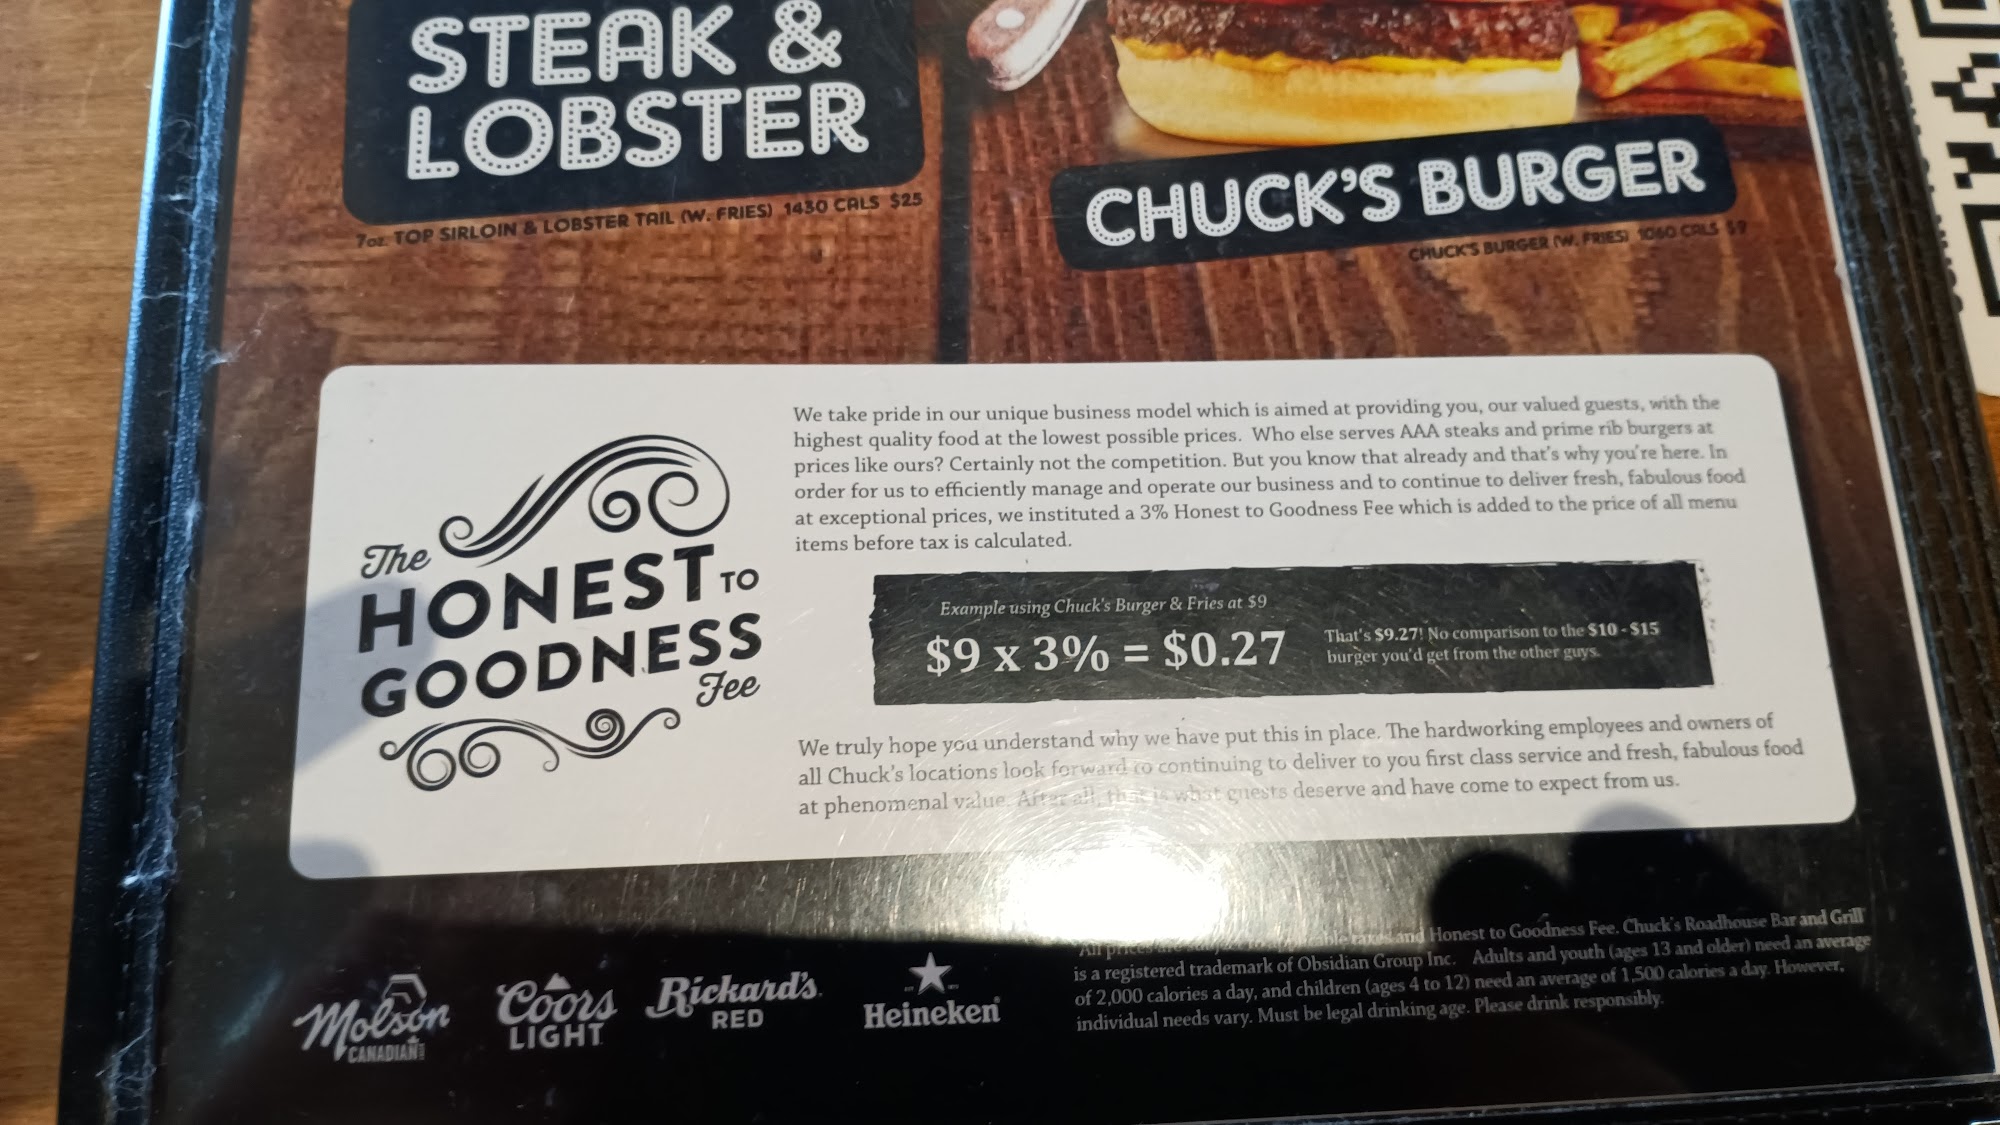 STEAK &
LOBSTER
7oz. TOP SIRLOIN & LOBSTER TAIL (W. FRIES) 1430 CALS $25
CHUCK'S BURGER
CHUCK'S BURGER (W. FRIES) 1060 CALS $9
The
HONEST TO
GOODNESS
Fee
We take pride in our unique business model which is aimed at providing you, our valued guests, with the
highest quality food at the lowest possible prices. Who else serves AAA steaks and prime rib burgers at
prices like ours? Certainly not the competition. But you know that already and that's why you're here. In
order for us to efficiently manage and operate our business and to continue to deliver fresh, fabulous food
at exceptional prices, we instituted a 3% Honest to Goodness Fee which is added to the price of all menu
items before tax is calculated.
Example using Chuck's Burger & Fries at $9
$9 x 3% = $0.27
That's $9.27! No comparison to the $10 - $15
burger you'd get from the other guys.
We truly hope you understand why we have put this in place. The hardworking employees and owners of
all Chuck's locations look forward to continuing to deliver to you first class service and fresh, fabulous food
at phenomenal value. After all, that is what guests deserve and have come to expect from us.
Molson
CANADIAN
Coors
LIGHT
Rickard's
RED
Heineken
All prices are taxes and Honest to Goodness Fee. Chuck's Roadhouse Bar and Grill
is a registered trademark of Obsidian Group Inc. Adults and youth (ages 13 and older) need an average
of 2,000 calories a day, and children (ages 4 to 12) need an average of 1,500 calories a day. However,
individual needs vary. Must be legal drinking age. Please drink responsibly.